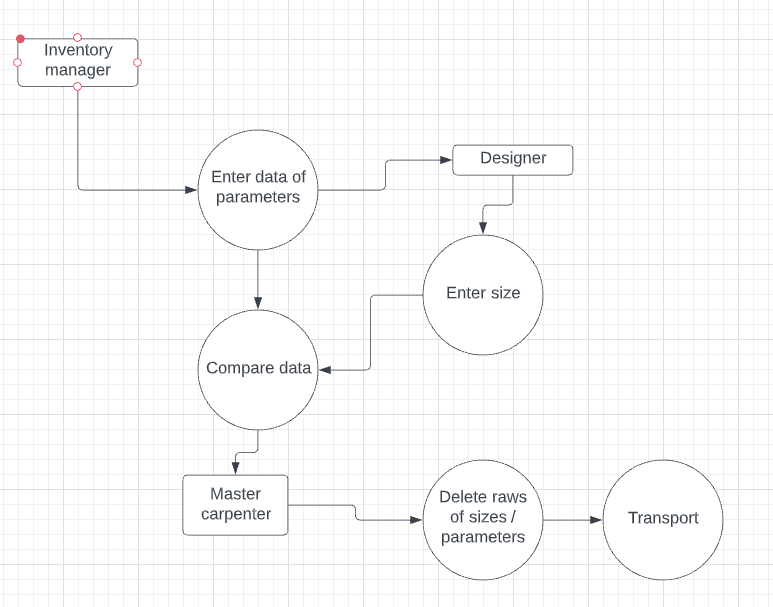 Inventory
manager
Enter data of
parameters
Designer
Enter size
Compare data
Master
carpenter
Delete raws
of sizes /
parameters
Transport